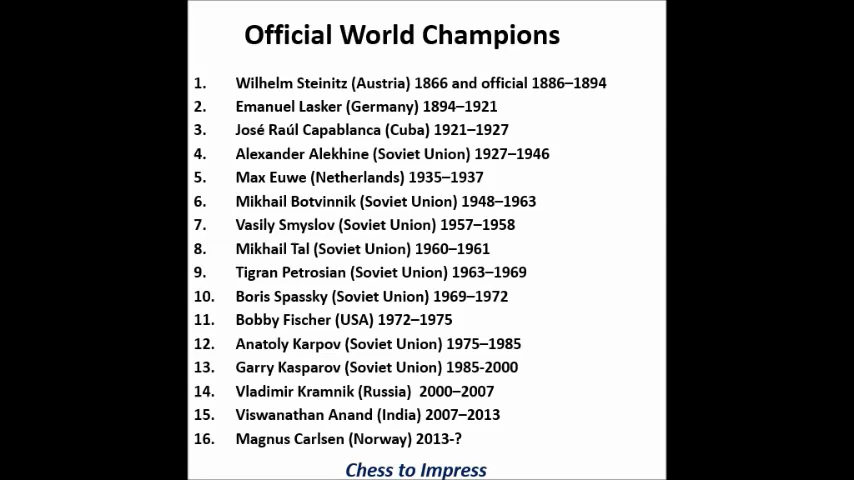 Official World Champions
1. Wilhelm Steinitz (Austria) 1866 and official 1886–1894
2. Emanuel Lasker (Germany) 1894–1921
3. José Raúl Capablanca (Cuba) 1921–1927
4. Alexander Alekhine (Soviet Union) 1927–1946
5. Max Euwe (Netherlands) 1935–1937
6. Mikhail Botvinnik (Soviet Union) 1948–1963
7. Vasily Smyslov (Soviet Union) 1957–1958
8. Mikhail Tal (Soviet Union) 1960–1961
9. Tigran Petrosian (Soviet Union) 1963–1969
10. Boris Spassky (Soviet Union) 1969–1972
11. Bobby Fischer (USA) 1972–1975
12. Anatoly Karpov (Soviet Union) 1975–1985
13. Garry Kasparov (Soviet Union) 1985-2000
14. Vladimir Kramnik (Russia) 2000–2007
15. Viswanathan Anand (India) 2007–2013
16. Magnus Carlsen (Norway) 2013-?
Chess to Impress